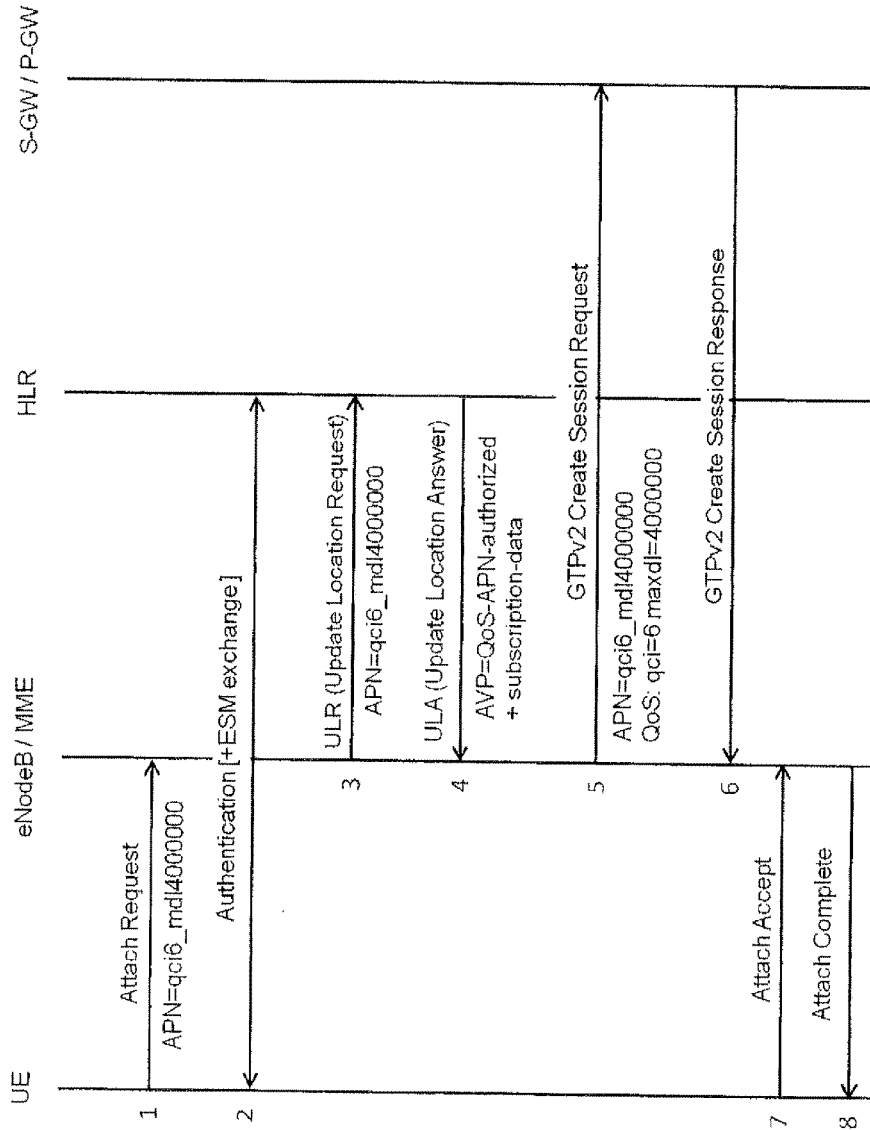 UE
eNodeB / MME
HLR
S-GW / P-GW
1
Attach Request
APN=qci6_mdl4000000
2
Authentication [+ESM exchange]
3
ULR (Update Location Request)
APN=qci6_mdl4000000
4
ULA (Update Location Answer)
AVP=QoS-APN-authorized
+ subscription-data
5
GTPv2 Create Session Request
APN=qci6_mdl4000000
QoS: qci=6 maxdl=4000000
6
GTPv2 Create Session Response
7
Attach Accept
8
Attach Complete